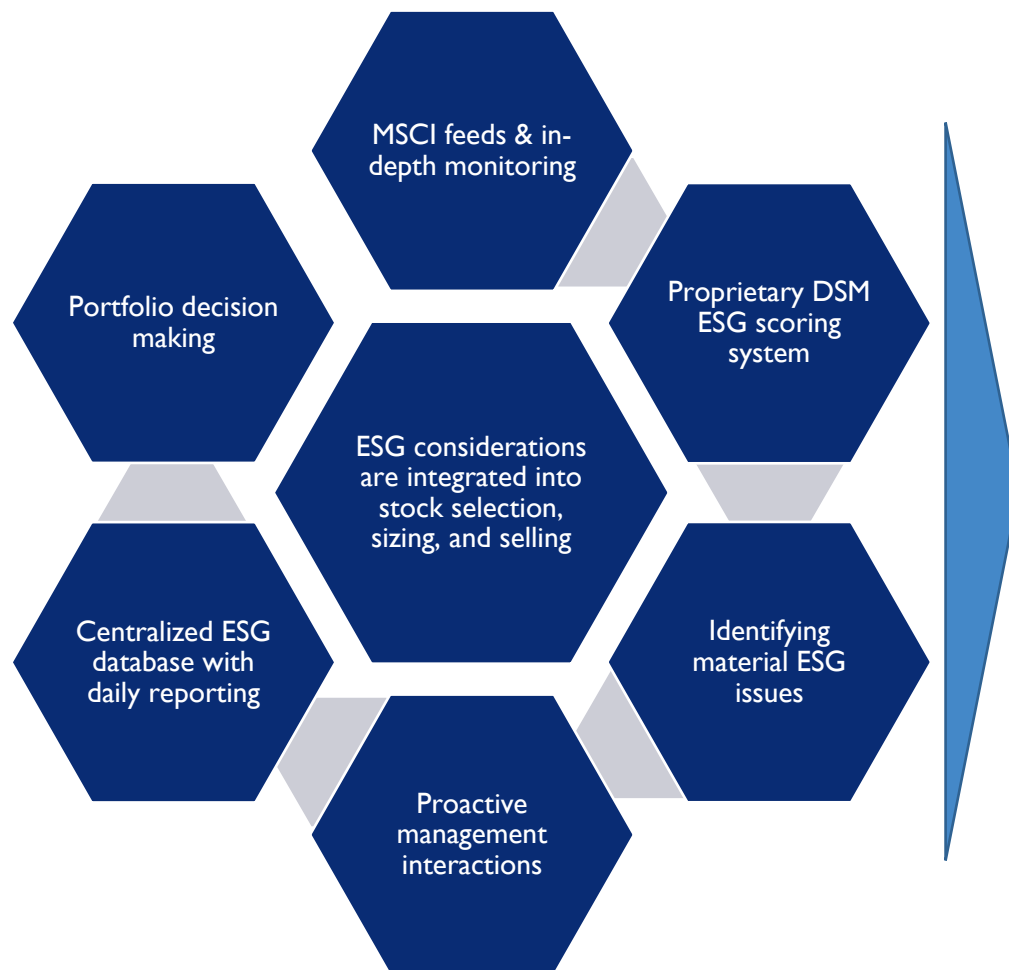 MSCI feeds & in-
depth monitoring
Proprietary DSM
ESG scoring
system
Identifying
material ESG
issues
Proactive
management
interactions
Centralized ESG
database with
daily reporting
Portfolio decision
making
ESG considerations
are integrated into
stock selection,
sizing, and selling